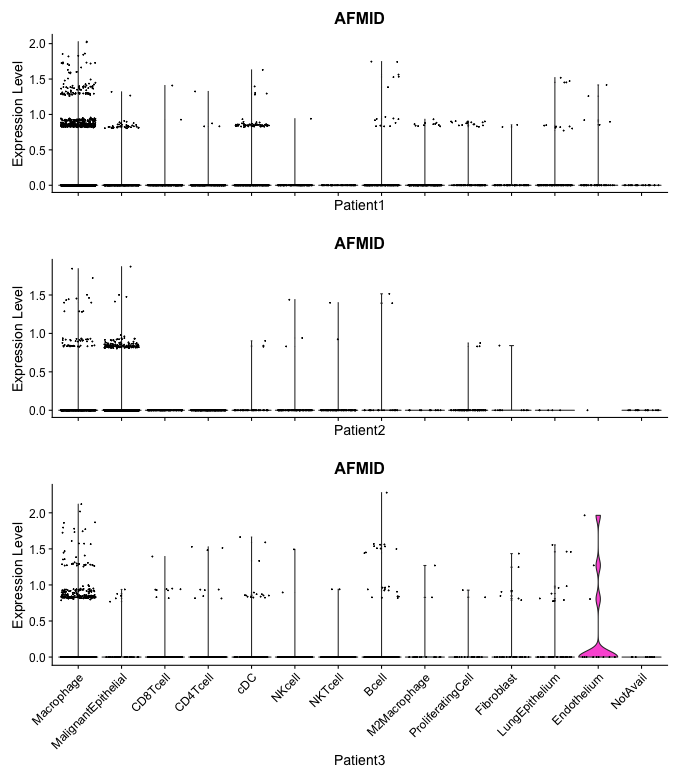 AFMID
Expression Level
2.0
1.5
1.0
0.5
0.0
Patient1
AFMID
Expression Level
1.5
1.0
0.5
0.0
Patient2
AFMID
Expression Level
2.0
1.5
1.0
0.5
0.0
Macrophage
MalignantEpithelial
CD8Tcell
CD4Tcell
cDC
NKcell
NKTcell
Bcell
M2Macrophage
ProliferatingCell
Fibroblast
LungEpithelium
Endothelium
NotAvail
Patient3